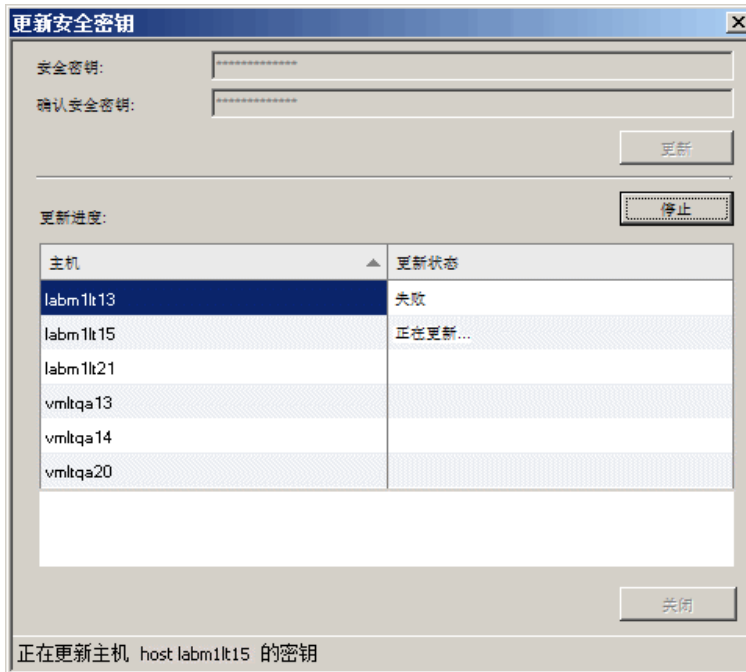 更新安全密钥
安全密钥: *************
确认安全密钥: *************
更新
更新进度:
停止
主机 更新状态
labm1lt13 失败
labm1lt15 正在更新...
labm1lt21
vmltqa13
vmltqa14
vmltqa20
关闭
正在更新主机 host labm1lt15 的密钥